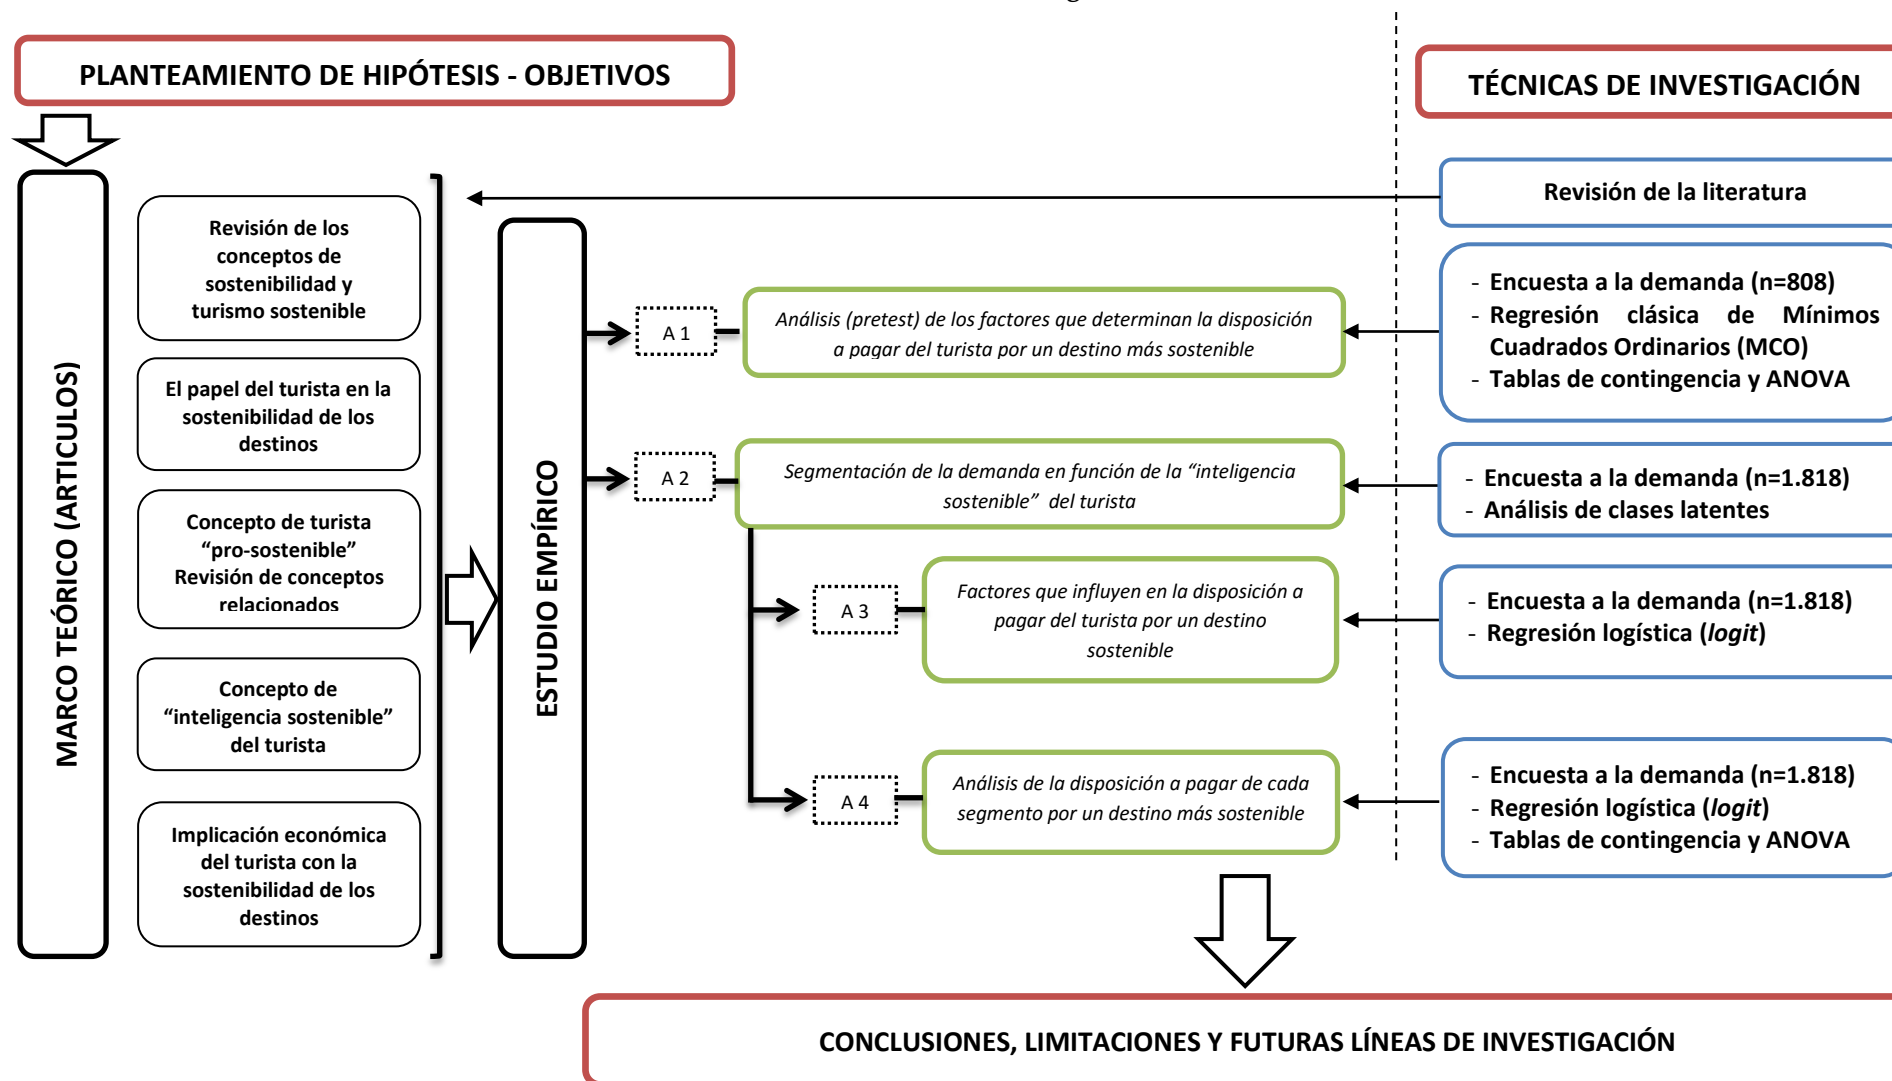 PLANTEAMIENTO DE HIPÓTESIS - OBJETIVOS
TÉCNICAS DE INVESTIGACIÓN
MARCO TEÓRICO (ARTICULOS)
Revisión de los
conceptos de
sostenibilidad y
turismo sostenible
El papel del turista en la
sostenibilidad de los
destinos
Concepto de turista
“pro-sostenible”
Revisión de conceptos
relacionados
Concepto de
“inteligencia sostenible”
del turista
Implicación económica
del turista con la
sostenibilidad de los
destinos
ESTUDIO EMPÍRICO
A 1
Análisis (pretest) de los factores que determinan la disposición
a pagar del turista por un destino más sostenible
A 2
Segmentación de la demanda en función de la “inteligencia
sostenible” del turista
A 3
Factores que influyen en la disposición a
pagar del turista por un destino
sostenible
A 4
Análisis de la disposición a pagar de cada
segmento por un destino más sostenible
Revisión de la literatura
- Encuesta a la demanda (n=808)
- Regresión clásica de Mínimos
Cuadrados Ordinarios (MCO)
- Tablas de contingencia y ANOVA
- Encuesta a la demanda (n=1.818)
- Análisis de clases latentes
- Encuesta a la demanda (n=1.818)
- Regresión logística (logit)
- Encuesta a la demanda (n=1.818)
- Regresión logística (logit)
- Tablas de contingencia y ANOVA
CONCLUSIONES, LIMITACIONES Y FUTURAS LÍNEAS DE INVESTIGACIÓN